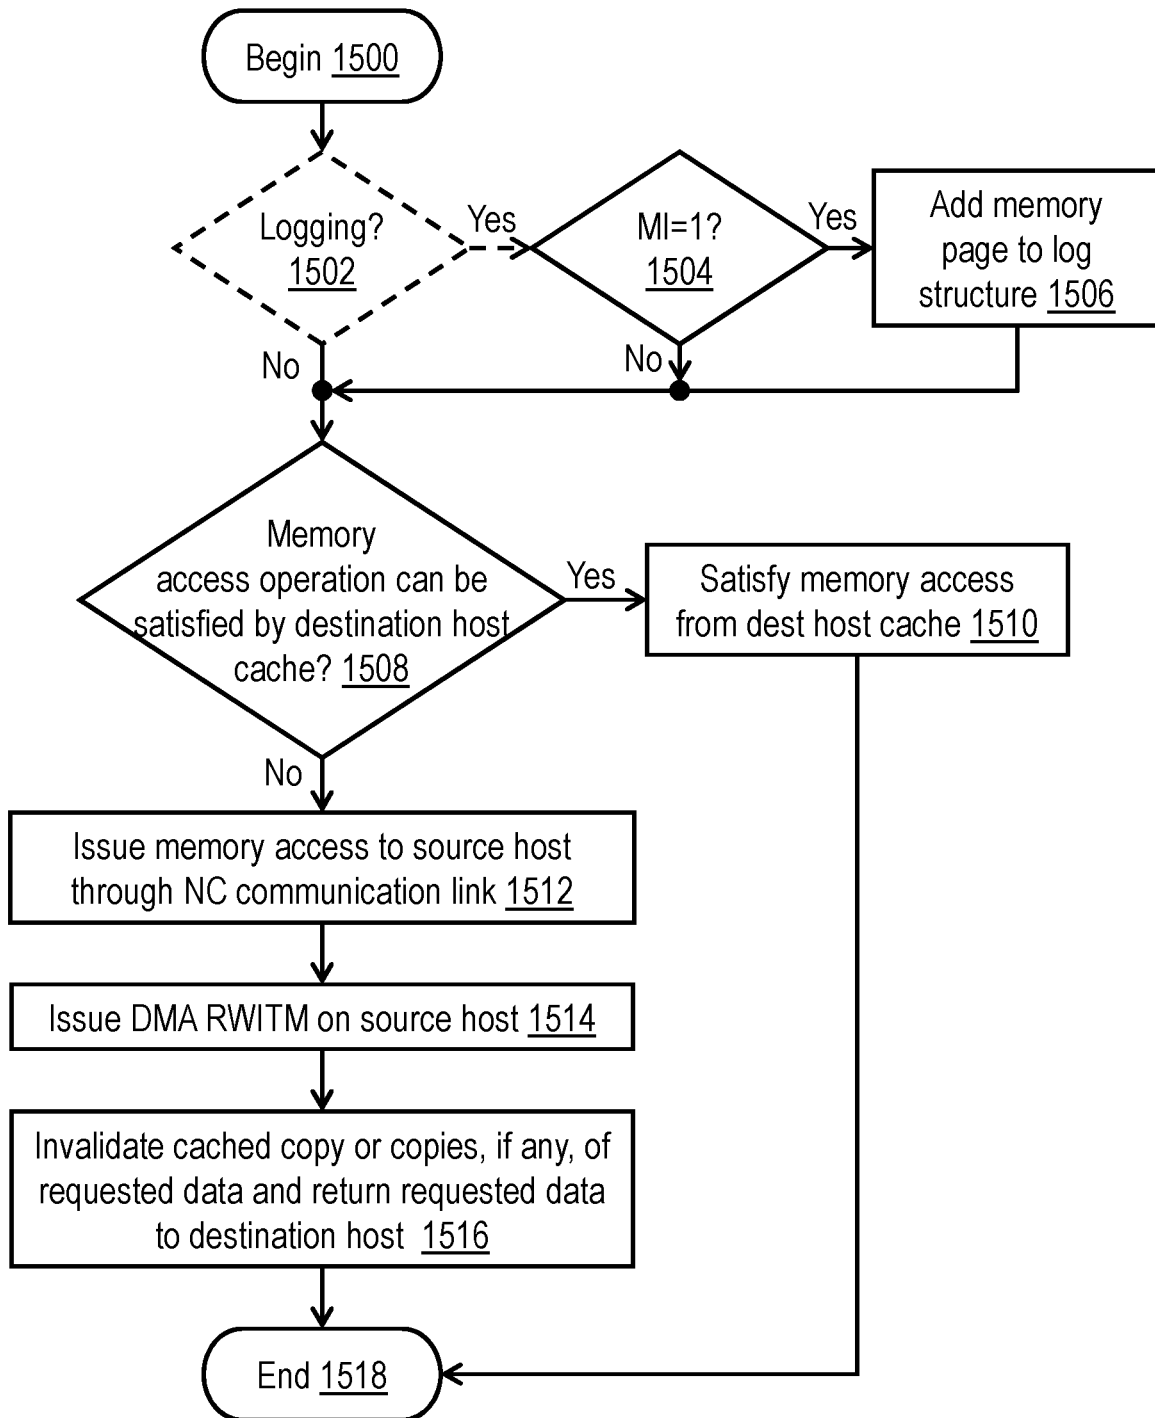 Begin 1500
Logging?
1502
Yes
MI=1?
1504
Yes
Add memory
page to log
structure 1506
No
No
Memory
access operation can be
satisfied by destination host
cache? 1508
Yes
Satisfy memory access
from dest host cache 1510
No
Issue memory access to source host
through NC communication link 1512
Issue DMA RWITM on source host 1514
Invalidate cached copy or copies, if any, of
requested data and return requested data
to destination host 1516
End 1518